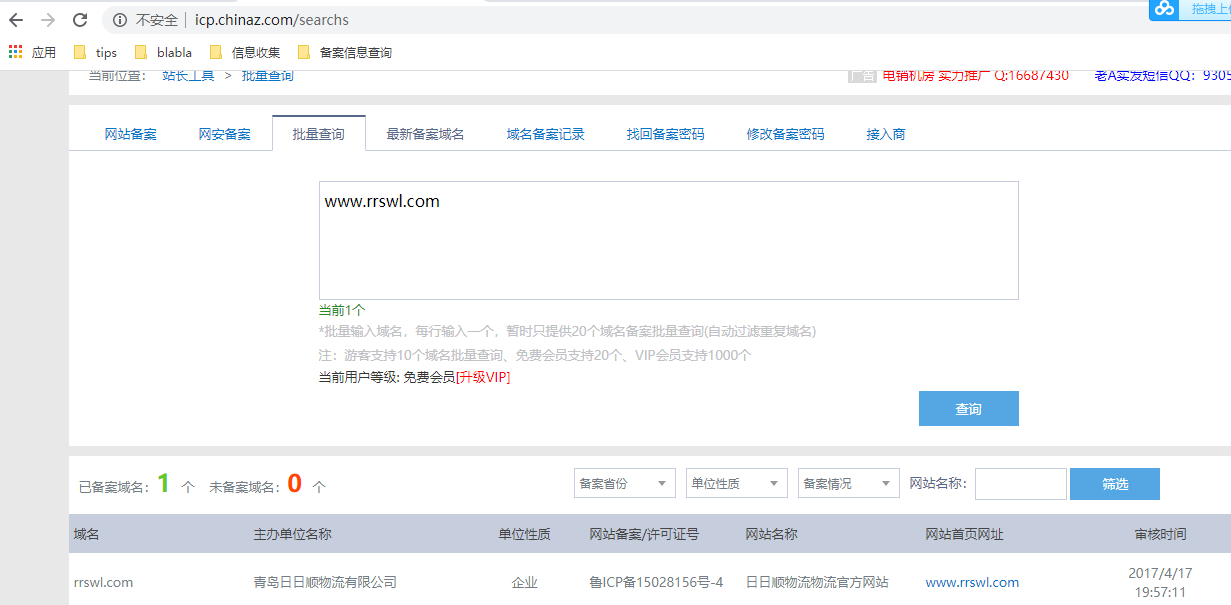 不安全 icp.chinaz.com/searchs
拖拽上
应用 tips blabla 信息收集 备案信息查询
当前位置： 站长工具 > 批量查询 广告 电销机房 实力推广 Q:16687430 老A实发短信QQ：9305
网站备案 网安备案 批量查询 最新备案域名 域名备案记录 找回备案密码 修改备案密码 接入商
www.rrswl.com
当前1个
*批量输入域名，每行输入一个，暂时只提供20个域名备案批量查询(自动过滤重复域名)
注：游客支持10个域名批量查询、免费会员支持20个、VIP会员支持1000个
当前用户等级: 免费会员[升级VIP]
查询
已备案域名：1 个 未备案域名：0 个 备案省份 单位性质 备案情况 网站名称： 筛选
域名 主办单位名称 单位性质 网站备案/许可证号 网站名称 网站首页网址 审核时间
rrswl.com 青岛日日顺物流有限公司 企业 鲁ICP备15028156号-4 日日顺物流物流官方网站 www.rrswl.com 2017/4/17
19:57:11